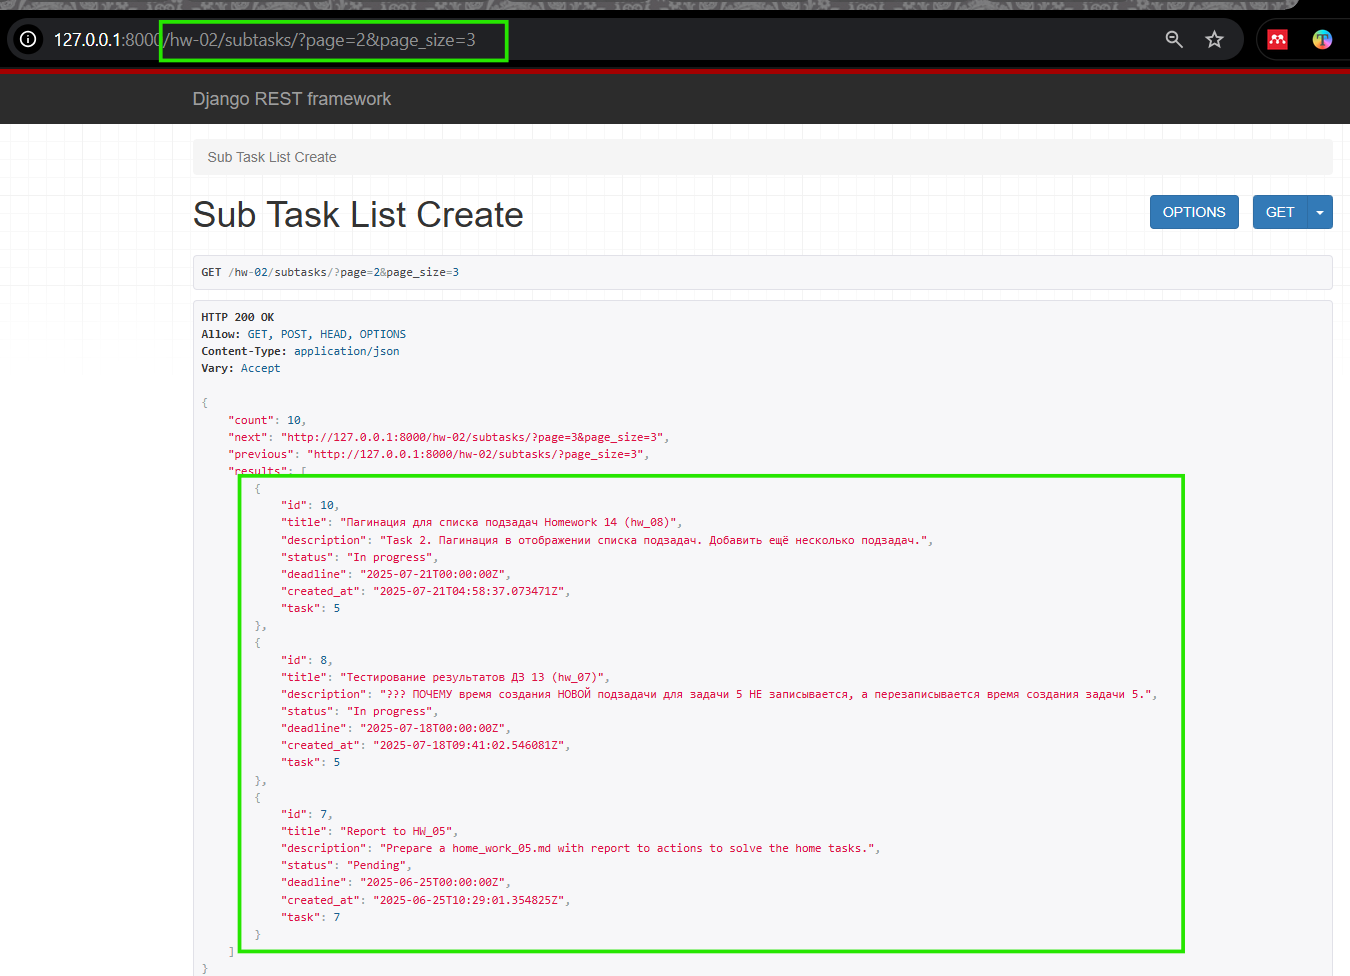 127.0.0.1:8000/hw-02/subtasks/?page=2&page_size=3
Django REST framework
Sub Task List Create
Sub Task List Create
OPTIONS
GET
GET /hw-02/subtasks/?page=2&page_size=3
HTTP 200 OK
Allow: GET, POST, HEAD, OPTIONS
Content-Type: application/json
Vary: Accept
{
"count": 10,
"next": "http://127.0.0.1:8000/hw-02/subtasks/?page=3&page_size=3",
"previous": "http://127.0.0.1:8000/hw-02/subtasks/?page_size=3",
"results": [
{
"id": 10,
"title": "Пагинация для списка подзадач Homework 14 (hw_08)",
"description": "Task 2. Пагинация в отображении списка подзадач. Добавить ещё несколько подзадач.",
"status": "In progress",
"deadline": "2025-07-21T00:00:00Z",
"created_at": "2025-07-21T04:58:37.073471Z",
"task": 5
},
{
"id": 8,
"title": "Тестирование результатов ДЗ 13 (hw_07)",
"description": "??? ПОЧЕМУ время создания НОВОЙ подзадачи для задачи 5 НЕ записывается, а перезаписывается время создания задачи 5.",
"status": "In progress",
"deadline": "2025-07-18T00:00:00Z",
"created_at": "2025-07-18T09:41:02.546081Z",
"task": 5
},
{
"id": 7,
"title": "Report to HW_05",
"description": "Prepare a home_work_05.md with report to actions to solve the home tasks.",
"status": "Pending",
"deadline": "2025-06-25T00:00:00Z",
"created_at": "2025-06-25T10:29:01.354825Z",
"task": 7
}
]
}